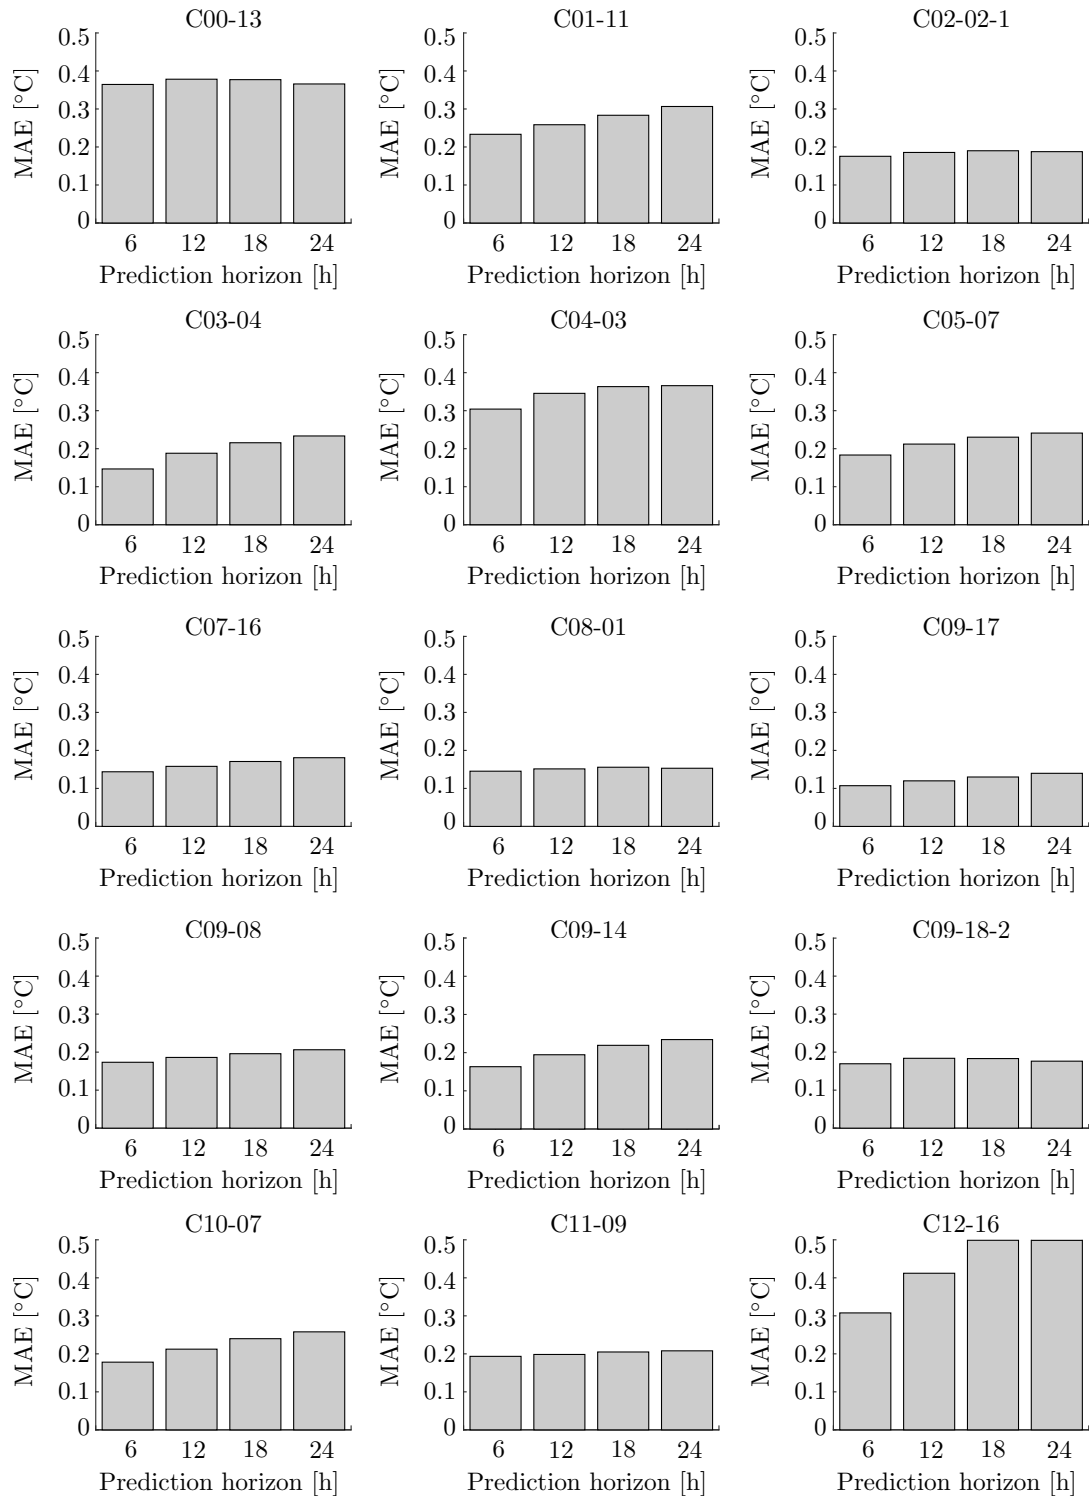 C00-13
C01-11
C02-02-1
MAE [°C]
0.5
0.4
0.3
0.2
0.1
0
6 12 18 24
Prediction horizon [h]
MAE [°C]
0.5
0.4
0.3
0.2
0.1
0
6 12 18 24
Prediction horizon [h]
MAE [°C]
0.5
0.4
0.3
0.2
0.1
0
6 12 18 24
Prediction horizon [h]
C03-04
C04-03
C05-07
MAE [°C]
0.5
0.4
0.3
0.2
0.1
0
6 12 18 24
Prediction horizon [h]
MAE [°C]
0.5
0.4
0.3
0.2
0.1
0
6 12 18 24
Prediction horizon [h]
MAE [°C]
0.5
0.4
0.3
0.2
0.1
0
6 12 18 24
Prediction horizon [h]
C07-16
C08-01
C09-17
MAE [°C]
0.5
0.4
0.3
0.2
0.1
0
6 12 18 24
Prediction horizon [h]
MAE [°C]
0.5
0.4
0.3
0.2
0.1
0
6 12 18 24
Prediction horizon [h]
MAE [°C]
0.5
0.4
0.3
0.2
0.1
0
6 12 18 24
Prediction horizon [h]
C09-08
C09-14
C09-18-2
MAE [°C]
0.5
0.4
0.3
0.2
0.1
0
6 12 18 24
Prediction horizon [h]
MAE [°C]
0.5
0.4
0.3
0.2
0.1
0
6 12 18 24
Prediction horizon [h]
MAE [°C]
0.5
0.4
0.3
0.2
0.1
0
6 12 18 24
Prediction horizon [h]
C10-07
C11-09
C12-16
MAE [°C]
0.5
0.4
0.3
0.2
0.1
0
6 12 18 24
Prediction horizon [h]
MAE [°C]
0.5
0.4
0.3
0.2
0.1
0
6 12 18 24
Prediction horizon [h]
MAE [°C]
0.5
0.4
0.3
0.2
0.1
0
6 12 18 24
Prediction horizon [h]